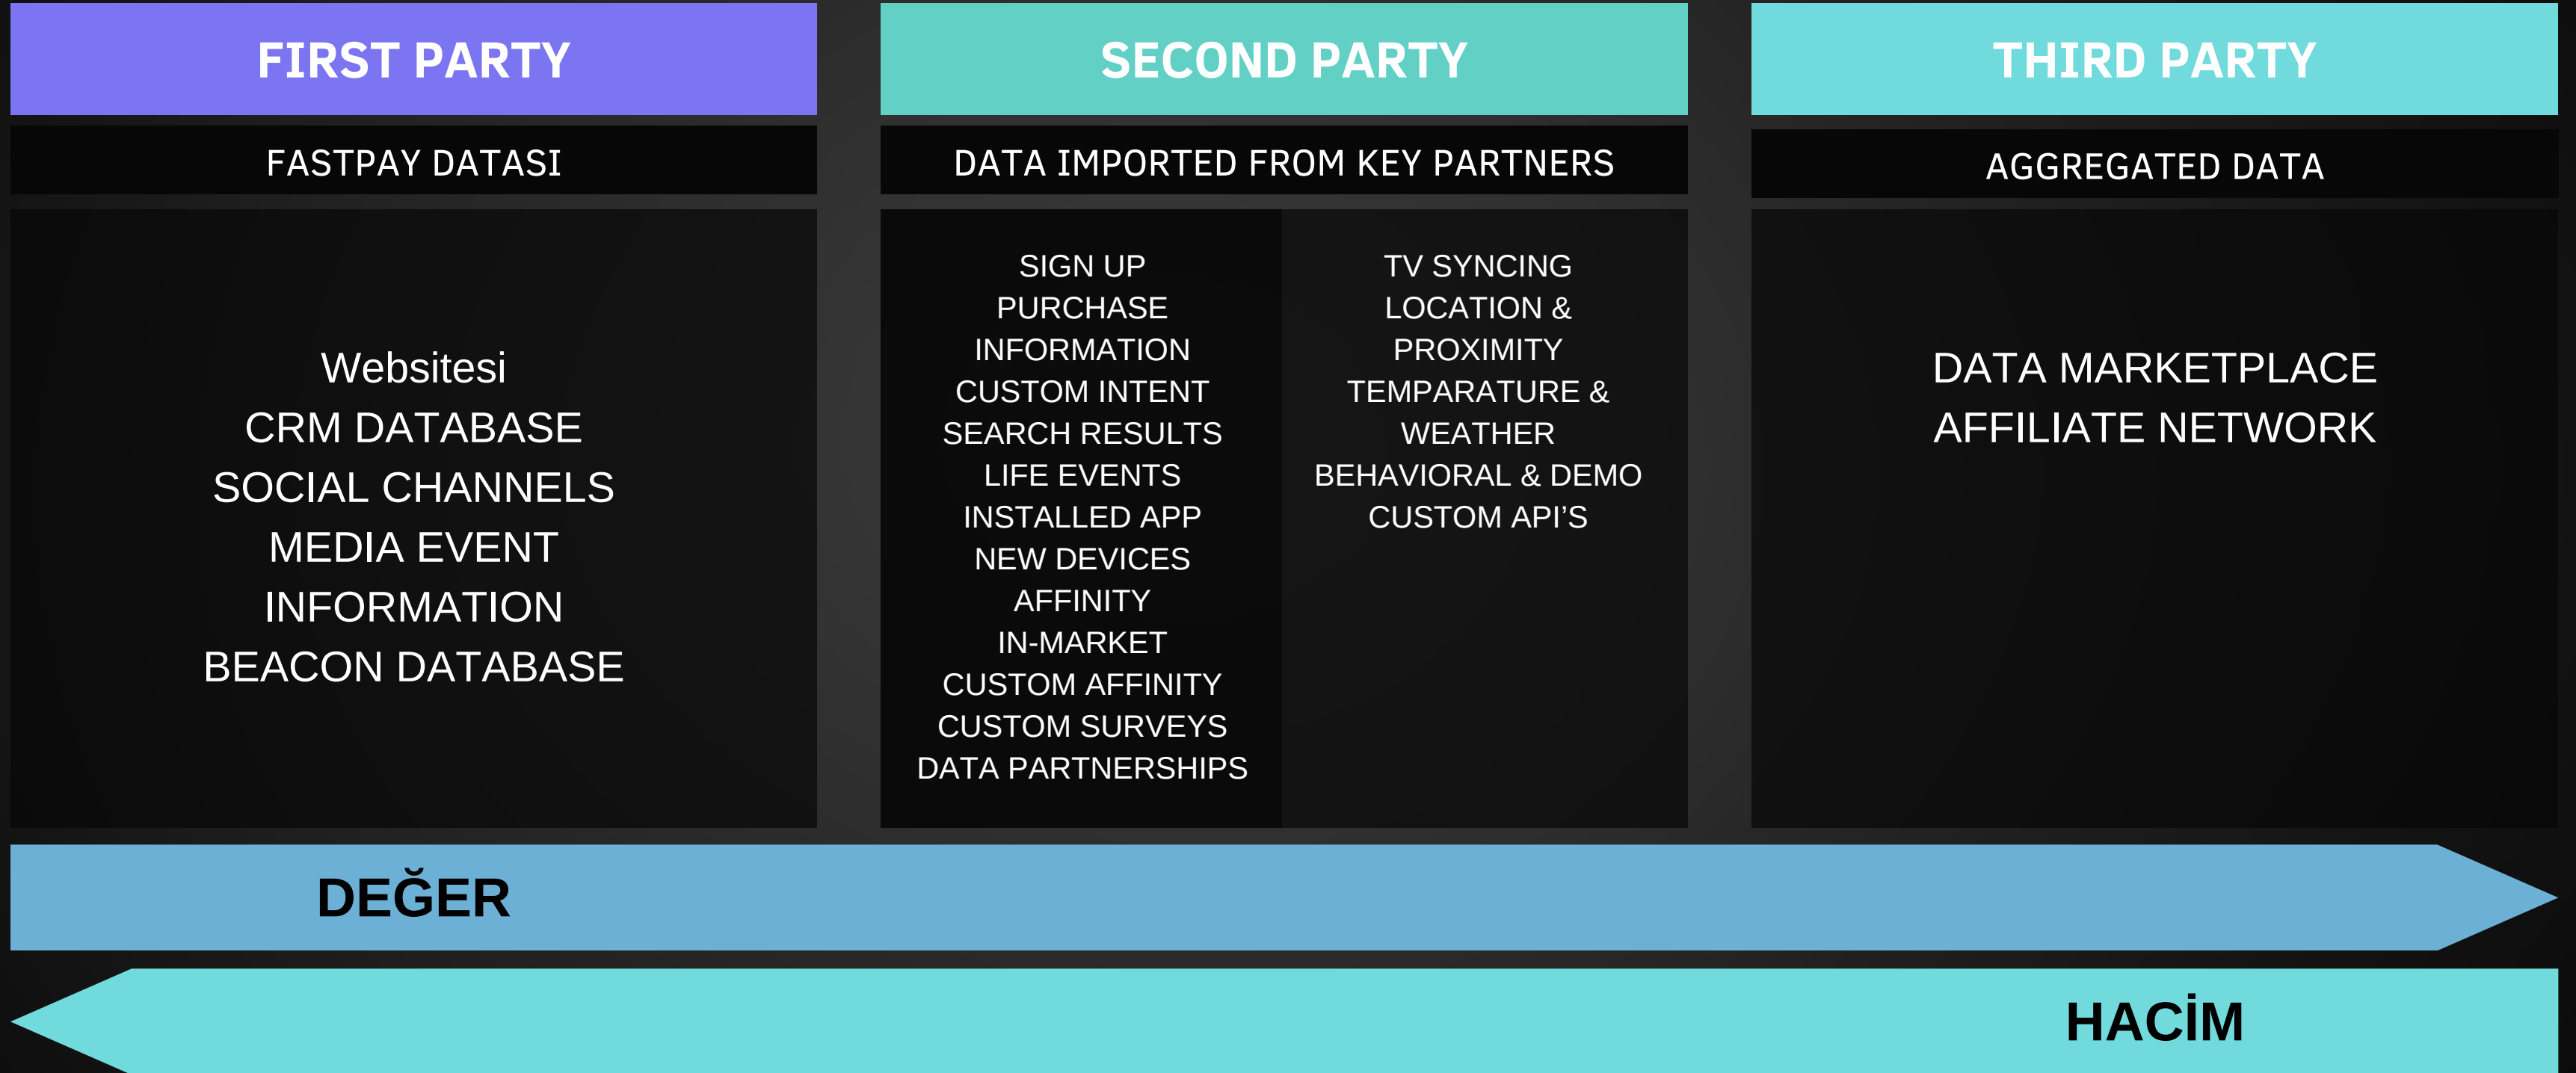 FIRST PARTY
FASTPAY DATASI
Websitesi
CRM DATABASE
SOCIAL CHANNELS
MEDIA EVENT
INFORMATION
BEACON DATABASE
SECOND PARTY
DATA IMPORTED FROM KEY PARTNERS
SIGN UP
PURCHASE
INFORMATION
CUSTOM INTENT
SEARCH RESULTS
LIFE EVENTS
INSTALLED APP
NEW DEVICES
AFFINITY
IN-MARKET
CUSTOM AFFINITY
CUSTOM SURVEYS
DATA PARTNERSHIPS
TV SYNCING
LOCATION &
PROXIMITY
TEMPARATURE &
WEATHER
BEHAVIORAL & DEMO
CUSTOM API’S
THIRD PARTY
AGGREGATED DATA
DATA MARKETPLACE
AFFILIATE NETWORK
DEĞER
HACİM